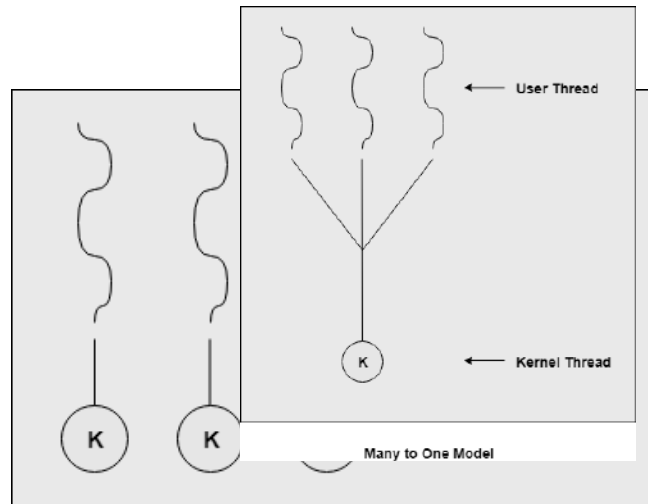 User Thread
K
Kernel Thread
K
K
Many to One Model